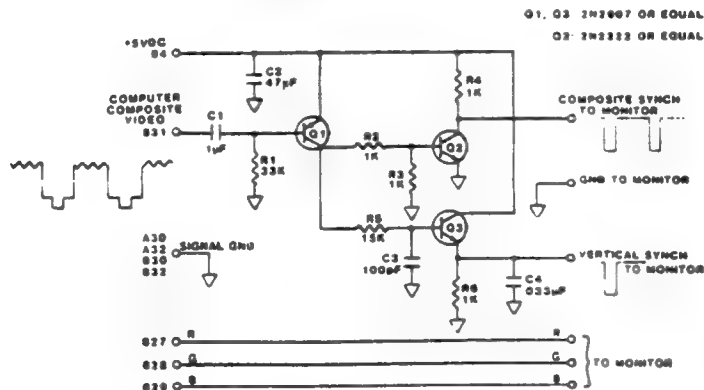 Q1, Q3: 2N2907 OR EQUAL
Q2: 2N2222 OR EQUAL
+5VDC
B4
C2
47µF
R4
1K
COMPUTER
COMPOSITE
VIDEO
B31
C1
1µF
Q1
R2
1K
Q2
COMPOSITE SYNCH
TO MONITOR
R1
33K
R3
1K
GND TO MONITOR
R5
15K
Q3
A30
A32
B30
B32
SIGNAL GND
C3
100pF
VERTICAL SYNCH
TO MONITOR
R6
1K
C4
033µF
B27
R
R
B28
G
G
TO MONITOR
B29
B
B